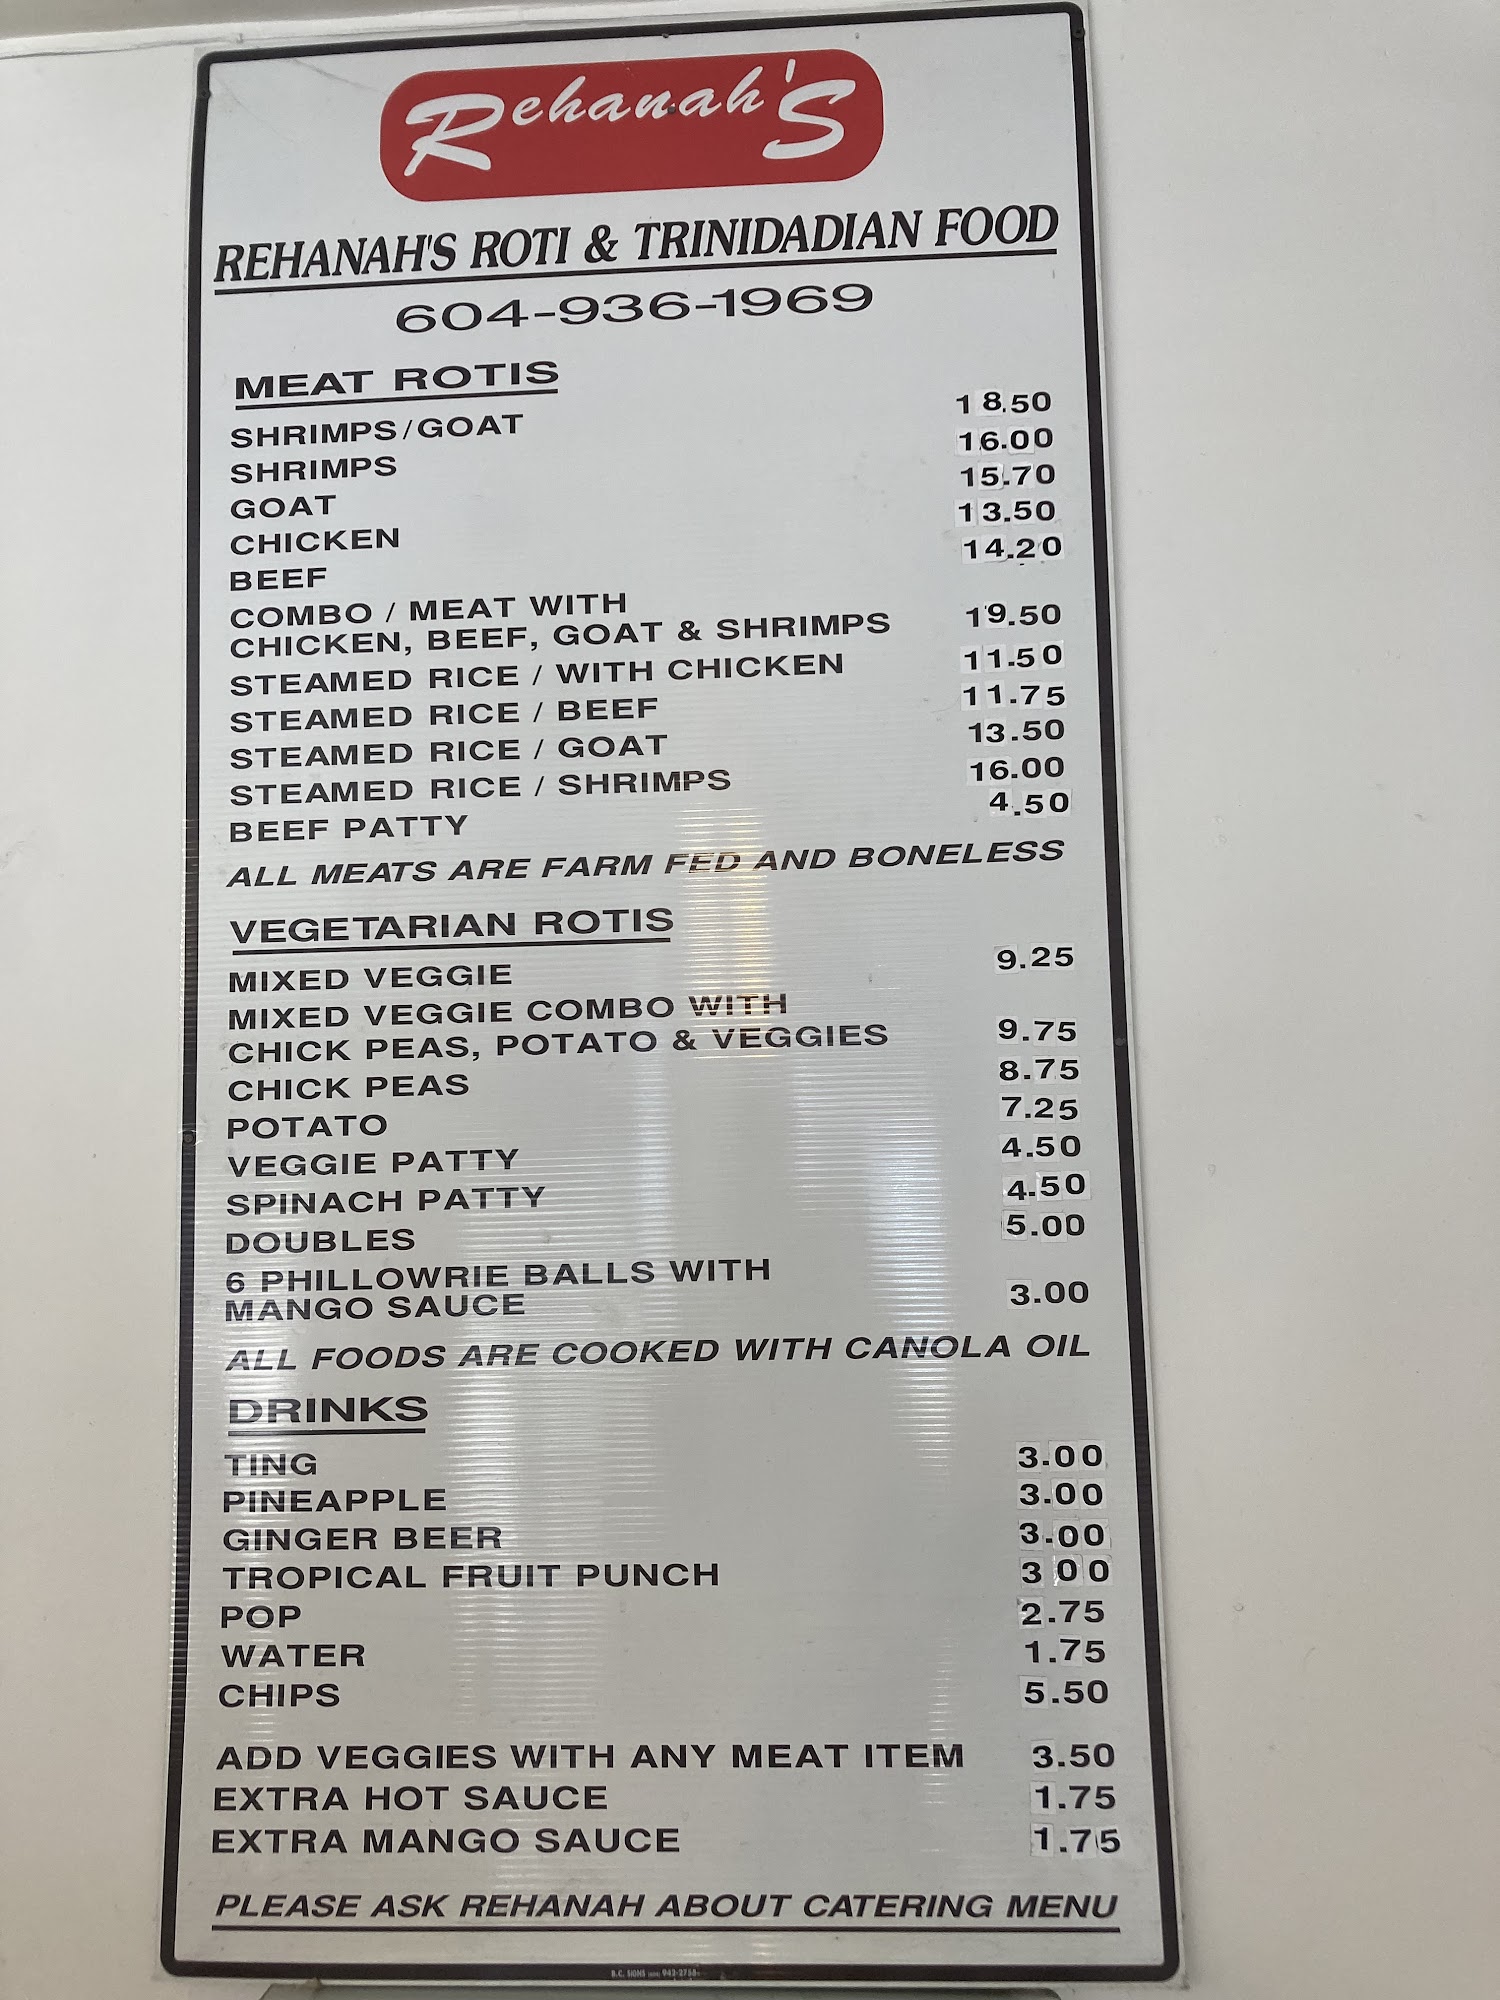 Rehanah'S
REHANAH'S ROTI & TRINIDADIAN FOOD
604-936-1969
MEAT ROTIS
SHRIMPS/GOAT 18.50
SHRIMPS 16.00
GOAT 15.70
CHICKEN 13.50
BEEF 14.20
COMBO / MEAT WITH
CHICKEN, BEEF, GOAT & SHRIMPS 19.50
STEAMED RICE / WITH CHICKEN 11.50
STEAMED RICE / BEEF 11.75
STEAMED RICE / GOAT 13.50
STEAMED RICE / SHRIMPS 16.00
BEEF PATTY 4.50
ALL MEATS ARE FARM FED AND BONELESS
VEGETARIAN ROTIS
MIXED VEGGIE 9.25
MIXED VEGGIE COMBO WITH
CHICK PEAS, POTATO & VEGGIES 9.75
CHICK PEAS 8.75
POTATO 7.25
VEGGIE PATTY 4.50
SPINACH PATTY 4.50
DOUBLES 5.00
6 PHILLOWRIE BALLS WITH
MANGO SAUCE 3.00
ALL FOODS ARE COOKED WITH CANOLA OIL
DRINKS
TING 3.00
PINEAPPLE 3.00
GINGER BEER 3.00
TROPICAL FRUIT PUNCH 3 00
POP 2.75
WATER 1.75
CHIPS 5.50
ADD VEGGIES WITH ANY MEAT ITEM 3.50
EXTRA HOT SAUCE 1.75
EXTRA MANGO SAUCE 1.75
PLEASE ASK REHANAH ABOUT CATERING MENU
B.C. SIGNS 942-2758